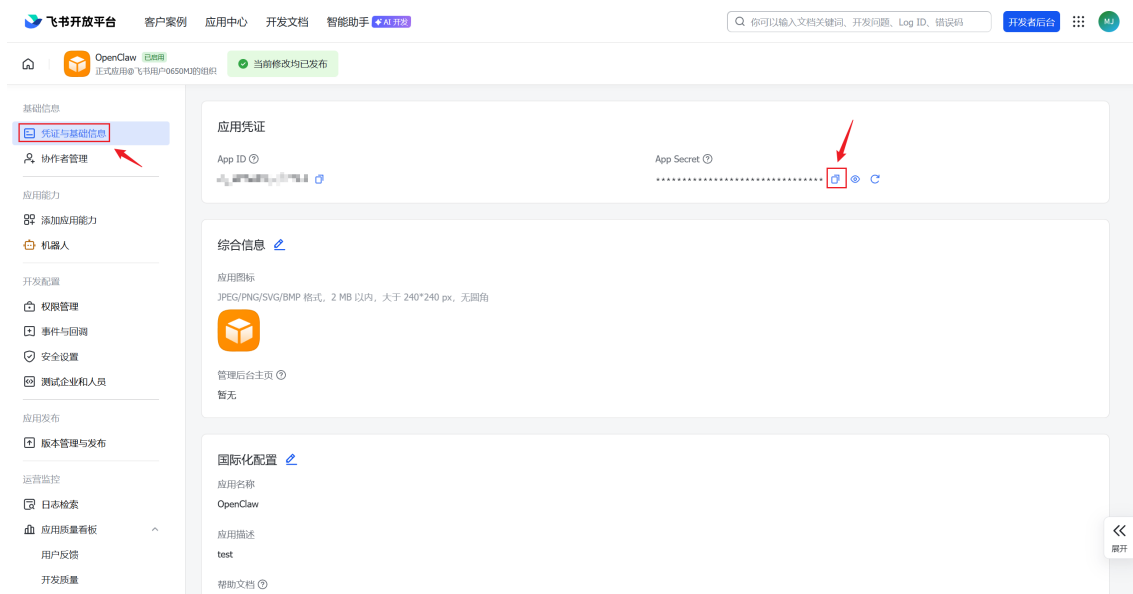 飞书开放平台
客户案例
应用中心
开发文档
智能助手
AI 开发
你可以输入文档关键词、开发问题、Log ID、错误码
开发者后台
MJ
OpenClaw 已启用
正式应用@飞书用户0650MJ的组织
当前修改均已发布
基础信息
凭证与基础信息
协作者管理
应用能力
添加应用能力
机器人
开发配置
权限管理
事件与回调
安全设置
测试企业和人员
应用发布
版本管理与发布
运营监控
日志检索
应用质量看板
用户反馈
开发质量
应用凭证
App ID
App Secret
********************************
综合信息
应用图标
JPEG/PNG/SVG/BMP 格式，2 MB 以内，大于 240*240 px，无圆角
管理后台主页
暂无
国际化配置
应用名称
OpenClaw
应用描述
test
帮助文档
展开